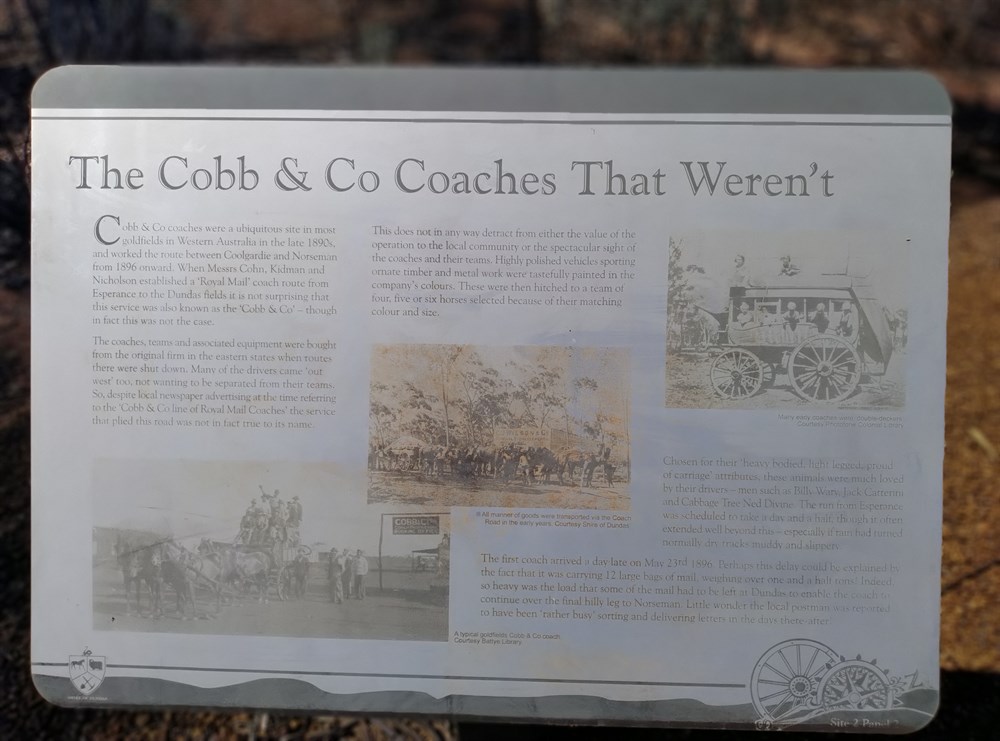 The Cobb & Co Coaches That Weren't
Cobb & Co coaches were a ubiquitous site in most
goldfields in Western Australia in the late 1890s,
and worked the route between Coolgardie and Norseman
from 1896 onward. When Messrs Cohn, Kidman and
Nicholson established a 'Royal Mail' coach route from
Esperance to the Dundas fields it is not surprising that
this service was also known as the 'Cobb & Co' – though
in fact this was not the case.
The coaches, teams and associated equipment were bought
from the original firm in the eastern states when routes
there were shut down. Many of the drivers came 'out
west' too, not wanting to be separated from their teams.
So, despite local newspaper advertising at the time referring
to the 'Cobb & Co line of Royal Mail Coaches' the service
that plied this road was not in fact true to its name.
This does not in any way detract from either the value of the
operation to the local community or the spectacular sight of
the coaches and their teams. Highly polished vehicles sporting
ornate timber and metal work were tastefully painted in the
company's colours. These were then hitched to a team of
four, five or six horses selected because of their matching
colour and size.
Many early coaches were double-deckers.
Courtesy Library
All manner of goods were transported via the Coach
Road in the early years. Courtesy Shire of Dundas
COBB & CO
Chosen for their 'heavy bodied, light legged, proud
of carriage' attributes, these animals were much loved
by their drivers – men such as Billy Wain, Jack Carterini
and Cabbage Tree Ned Divine. The run from Esperance
was scheduled to take a day and a half, though it often
extended well beyond this – especially if rain had turned
normally dry tracks muddy and slippery.
The first coach arrived a day late on May 23rd 1896. Perhaps this delay could be explained by
the fact that it was carrying 12 large bags of mail, weighing over one and a half tons! Indeed,
so heavy was the load that some of the mail had to be left at Dundas to enable the coach to
continue over the final hilly leg to Norseman. Little wonder the local postman was reported
to have been 'rather busy' sorting and delivering letters in the days there-after.
A typical goldfields Cobb & Co coach.
Courtesy Battye Library.
Site 2 Panel